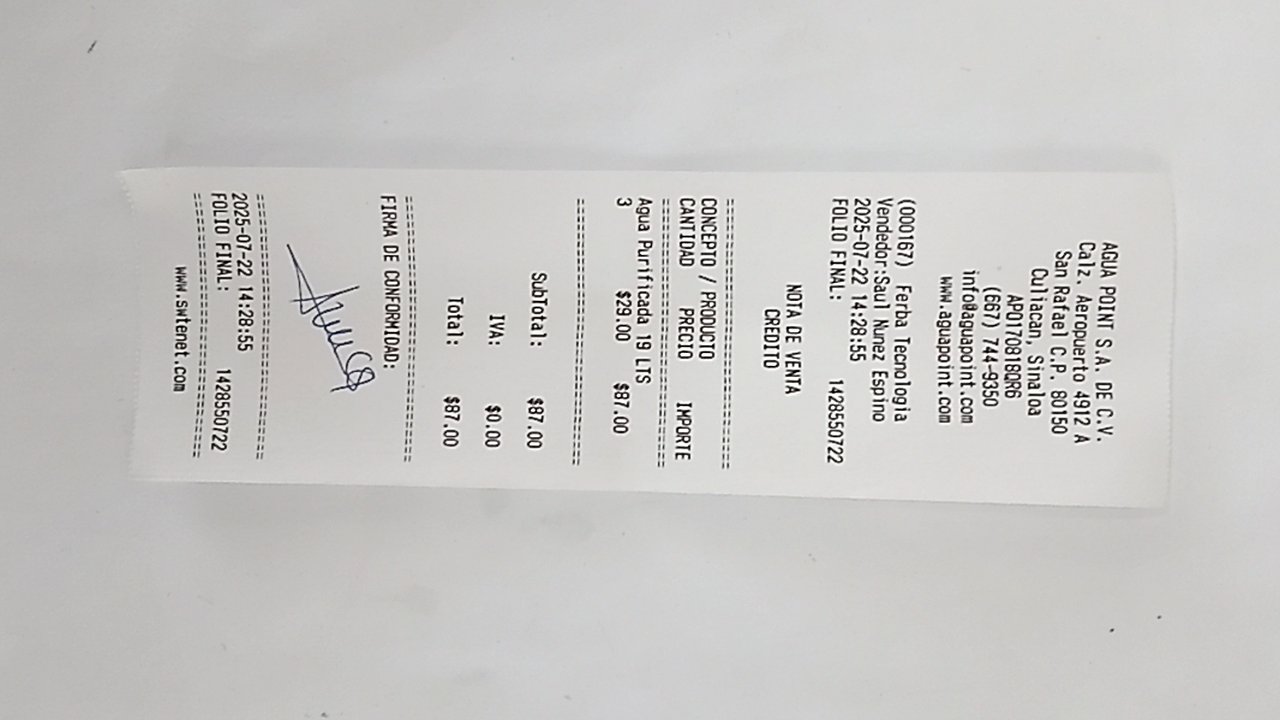 AGUA POINT S.A. DE C.V.
Calz. Aeropuerto 4912 A
San Rafael C.P. 80150
Culiacan, Sinaloa
APO170818QR6
(667) 744-9350
info@aguapoint.com
www.aguapoint.com
(000167) Ferba Tecnologia
Vendedor:Saul Nunez Espino
2025-07-22 14:28:55
FOLIO FINAL: 1428550722
NOTA DE VENTA
CREDITO
==============================
CONCEPTO / PRODUCTO
CANTIDAD PRECIO IMPORTE
==============================
Agua Purificada 19 LTS
3 $29.00 $87.00
==============================
SubTotal: $87.00
IVA: $0.00
Total: $87.00
==============================
FIRMA DE CONFORMIDAD:
==============================
2025-07-22 14:28:55
FOLIO FINAL: 1428550722
==============================
www.swtenet.com